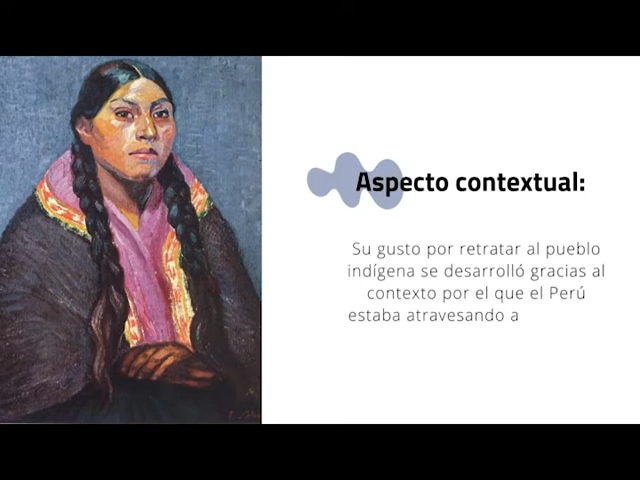 Aspecto contextual:
Su gusto por retratar al pueblo
indígena se desarrolló gracias al
contexto por el que el Perú
estaba atravesando a